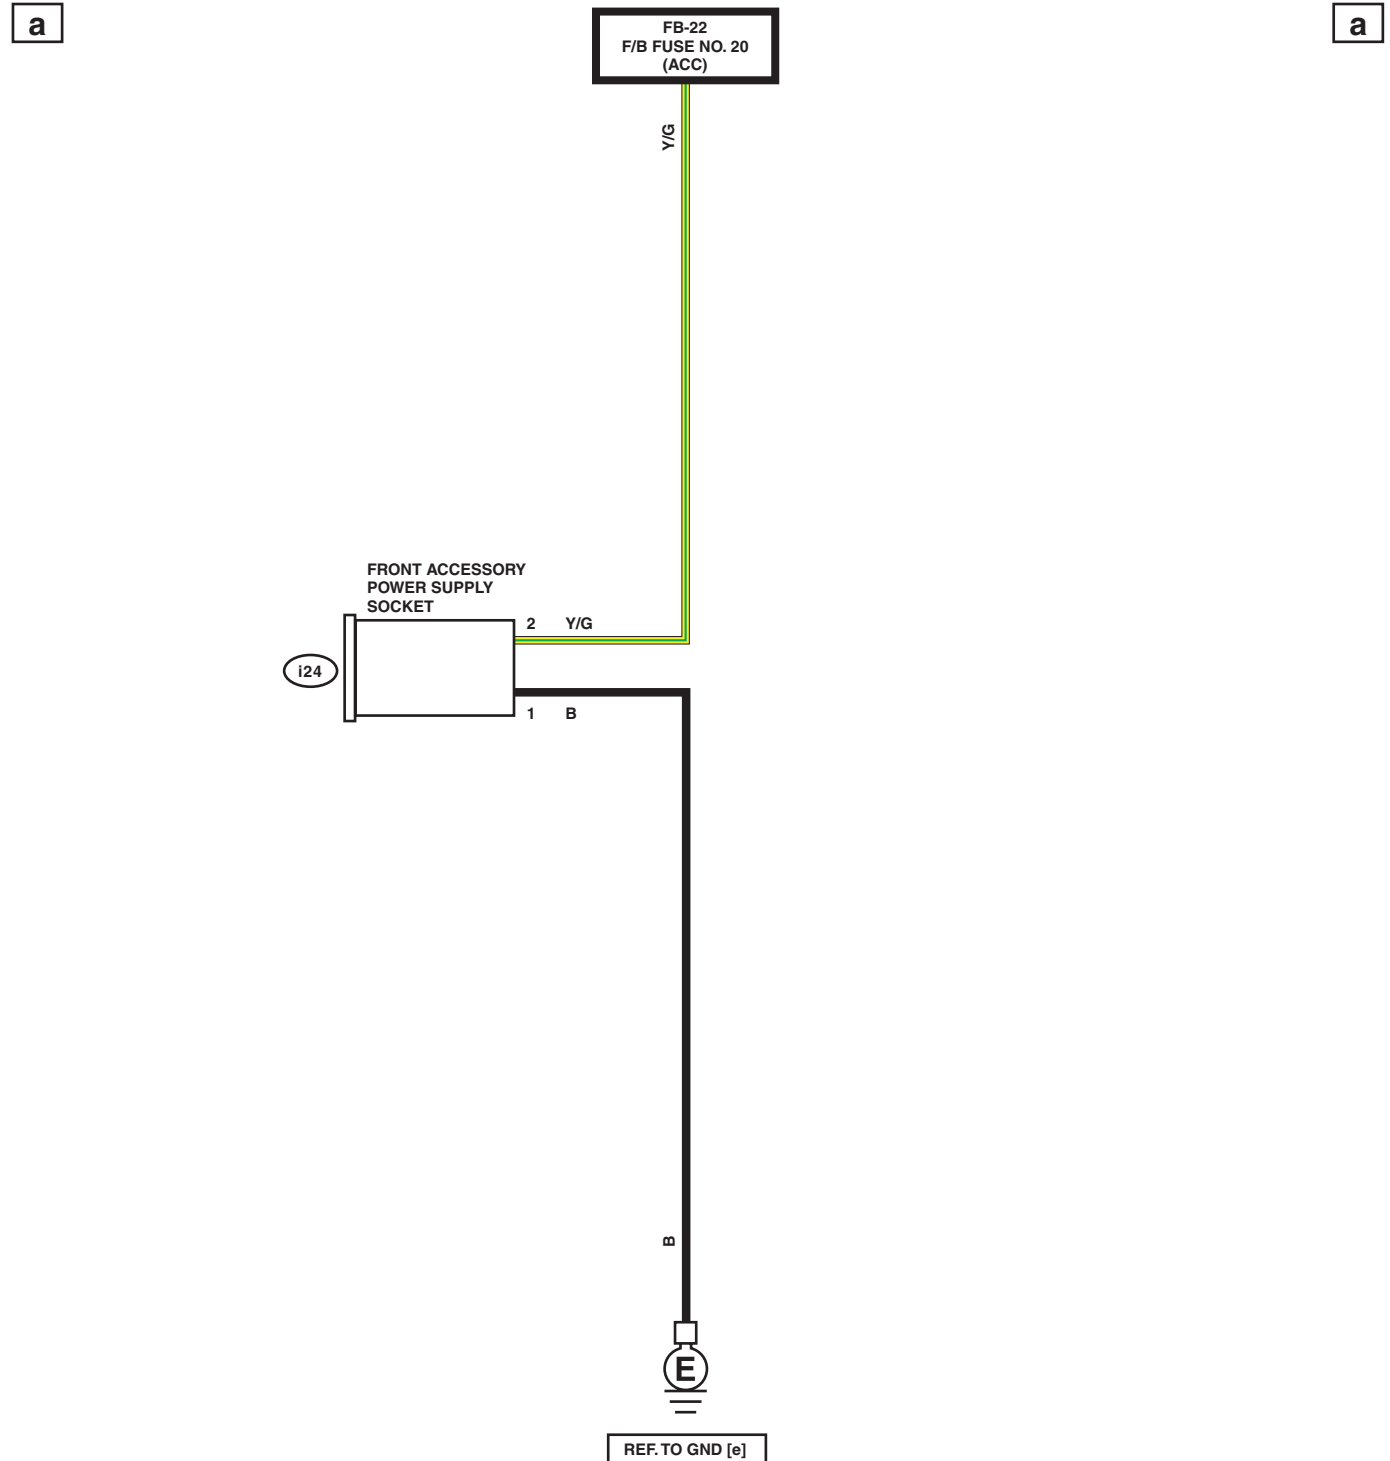 a
a
FB-22
F/B FUSE NO. 20
(ACC)
Y/G
FRONT ACCESSORY
POWER SUPPLY
SOCKET
2 Y/G
i24
1 B
B
E
REF. TO GND [e]